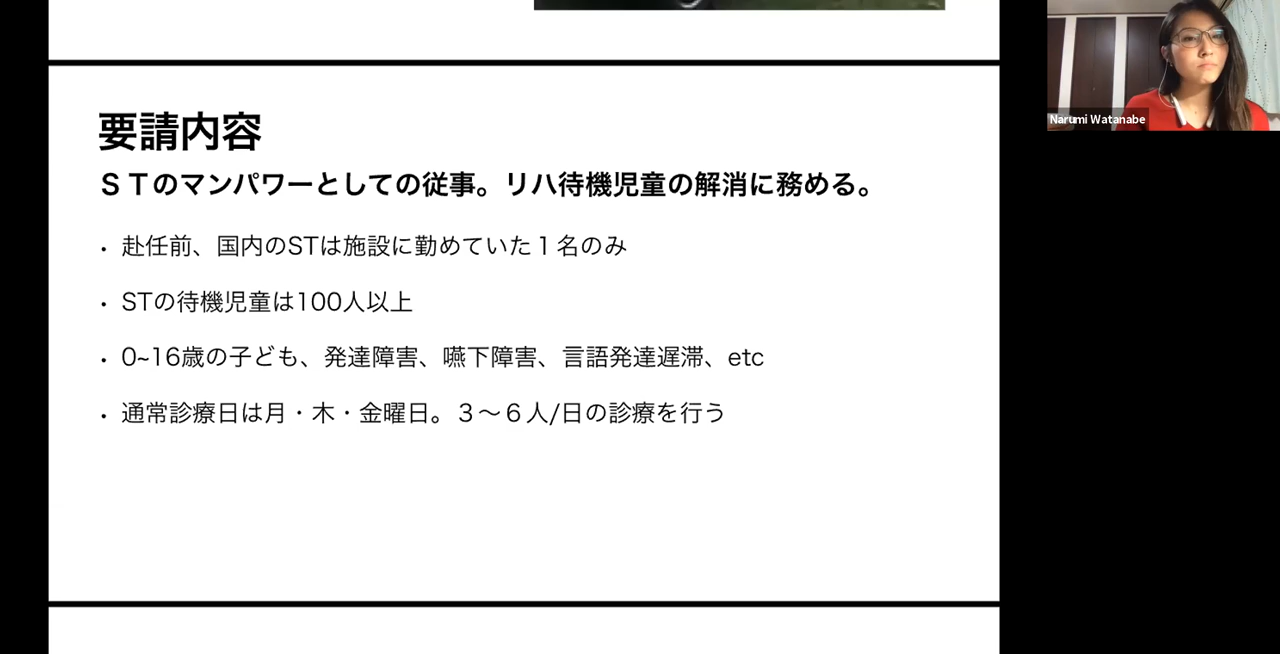 要請内容
ＳＴのマンパワーとしての従事。リハ待機児童の解消に務める。
・赴任前、国内のSTは施設に勤めていた１名のみ
・STの待機児童は100人以上
・0~16歳の子ども、発達障害、嚥下障害、言語発達遅滞、etc
・通常診療日は月・木・金曜日。３〜６人/日の診療を行う
Narumi Watanabe